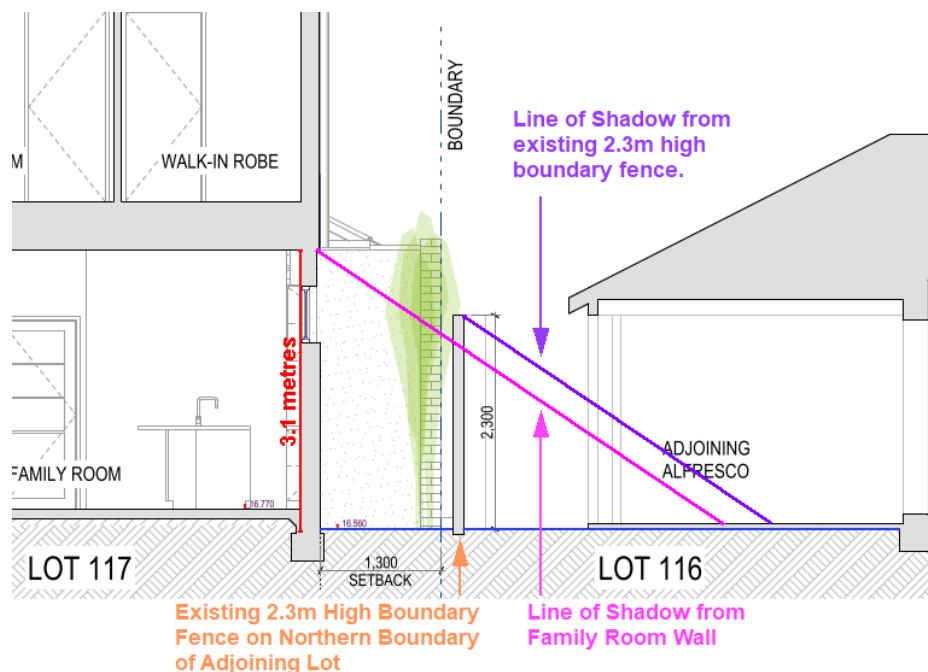 M
WALK-IN ROBE
BOUNDARY
Line of Shadow from
existing 2.3m high
boundary fence.
3.1 metres
2,300
FAMILY ROOM
ADJOINING
ALFRESCO
16.770
16.560
LOT 117
1,300
SETBACK
LOT 116
Existing 2.3m High Boundary
Fence on Northern Boundary
of Adjoining Lot
Line of Shadow from
Family Room Wall